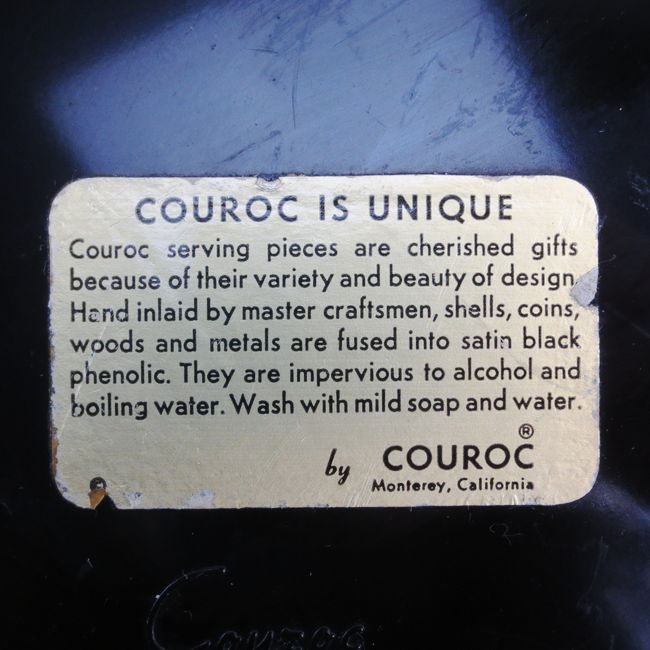 COUROC IS UNIQUE
Couroc serving pieces are cherished gifts
because of their variety and beauty of design.
Hand inlaid by master craftsmen, shells, coins,
woods and metals are fused into satin black
phenolic. They are impervious to alcohol and
boiling water. Wash with mild soap and water.
®
by COUROC
Monterey, California
Couroc